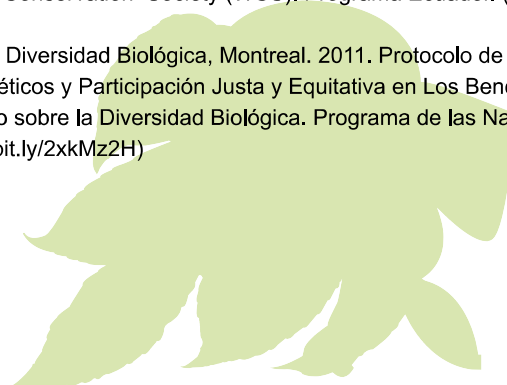 Diversidad Biológica, Montreal. 2011. Protocolo de
éticos y Participación Justa y Equitativa en Los Bene
o sobre la Diversidad Biológica. Programa de las Na
bit.ly/2xkMz2H)